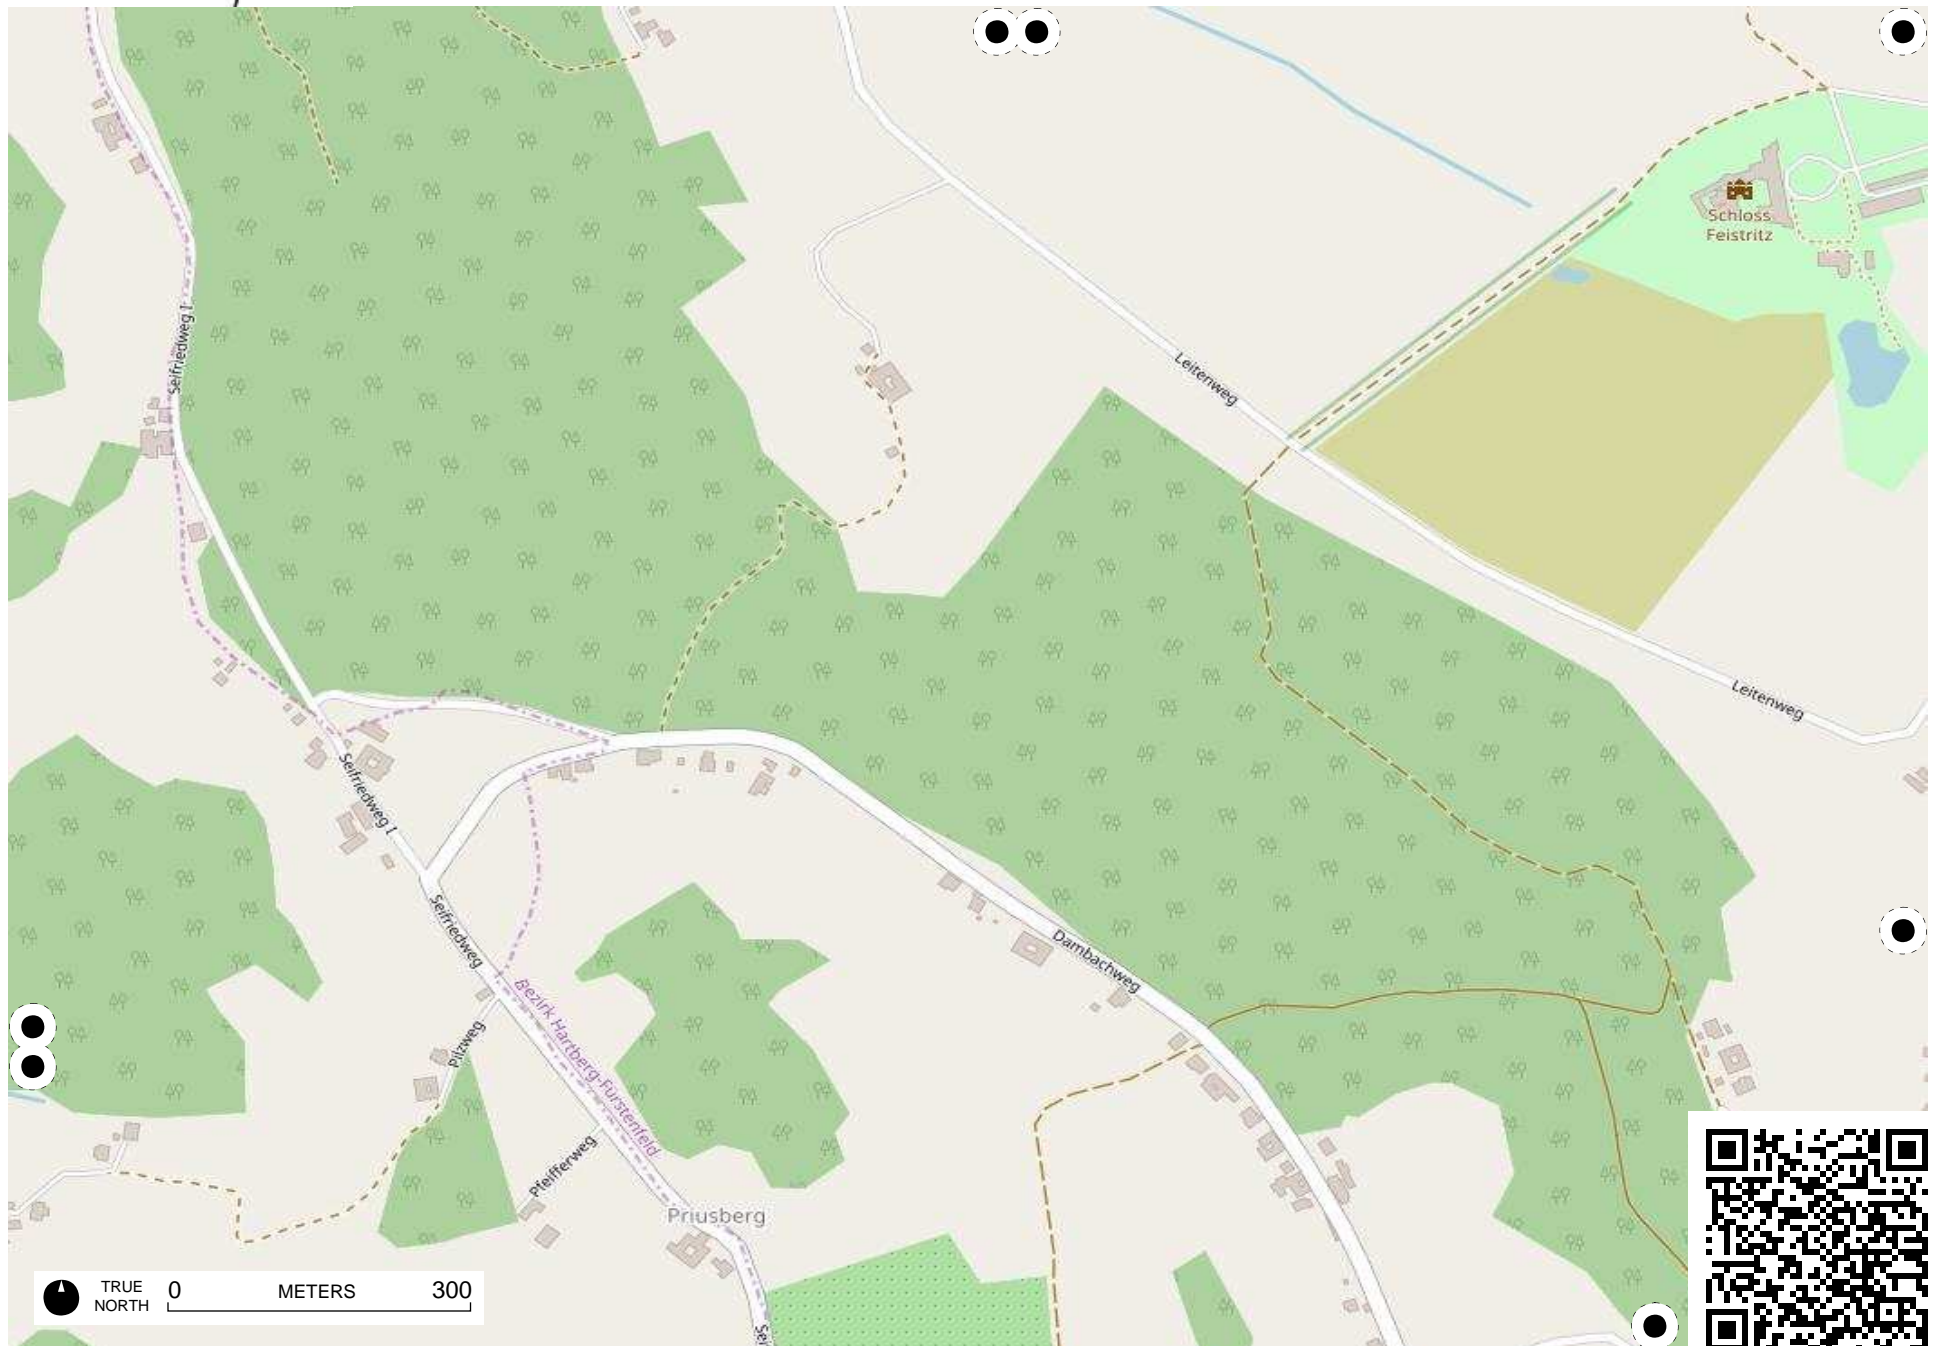 Schloss
Feistritz
Seifriedweg I
Leitenweg
Leitenweg
Seifriedweg I
Seifriedweg
Dambachweg
Bezirk Hartberg-Fürstenfeld
Pilzweg
Pfeifferweg
Priusberg
TRUE
NORTH
0 METERS 300
Sei